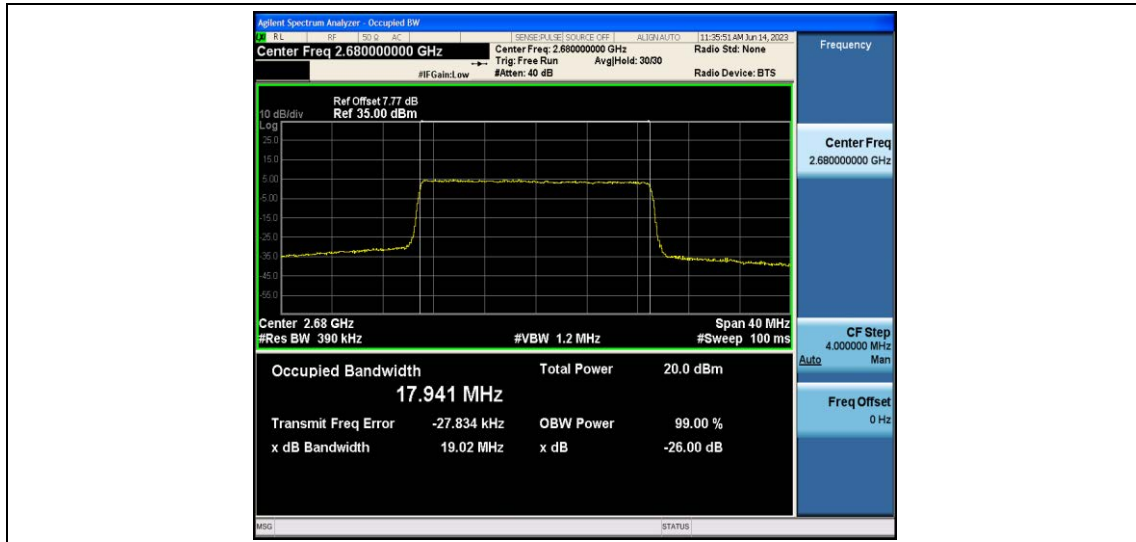 Agilent Spectrum Analyzer - Occupied BW
RL RF 50 Ω AC SENSE:PULSE SOURCE OFF ALIGN AUTO 11:35:51 AM Jun 14, 2023
Center Freq 2.680000000 GHz
Center Freq: 2.680000000 GHz
Radio Std: None
Trig: Free Run Avg|Hold: 30/30
#IFGain:Low #Atten: 40 dB Radio Device: BTS
Ref Offset 7.77 dB
10 dB/div Ref 35.00 dBm
Log
25.0
15.0
5.00
-5.00
-15.0
-25.0
-35.0
-45.0
-55.0
Center 2.68 GHz Span 40 MHz
#Res BW 390 kHz #VBW 1.2 MHz #Sweep 100 ms
Occupied Bandwidth Total Power 20.0 dBm
17.941 MHz
Transmit Freq Error -27.834 kHz OBW Power 99.00 %
x dB Bandwidth 19.02 MHz x dB -26.00 dB
MSG STATUS
Frequency
Center Freq
2.680000000 GHz
CF Step
4.000000 MHz
Auto Man
Freq Offset
0 Hz